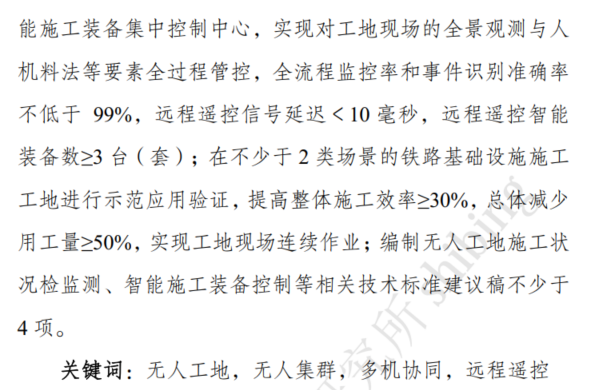 能施工装备集中控制中心，实现对工地现场的全景观测与人
机料法等要素全过程管控，全流程监控率和事件识别准确率
不低于 99%，远程遥控信号延迟＜10 毫秒，远程遥控智能
装备数≥3 台（套）；在不少于 2 类场景的铁路基础设施施工
工地进行示范应用验证，提高整体施工效率≥30%，总体减少
用工量≥50%，实现工地现场连续作业；编制无人工地施工状
况检监测、智能施工装备控制等相关技术标准建议稿不少于
4 项。
关键词：无人工地，无人集群，多机协同，远程遥控
究所 shibing